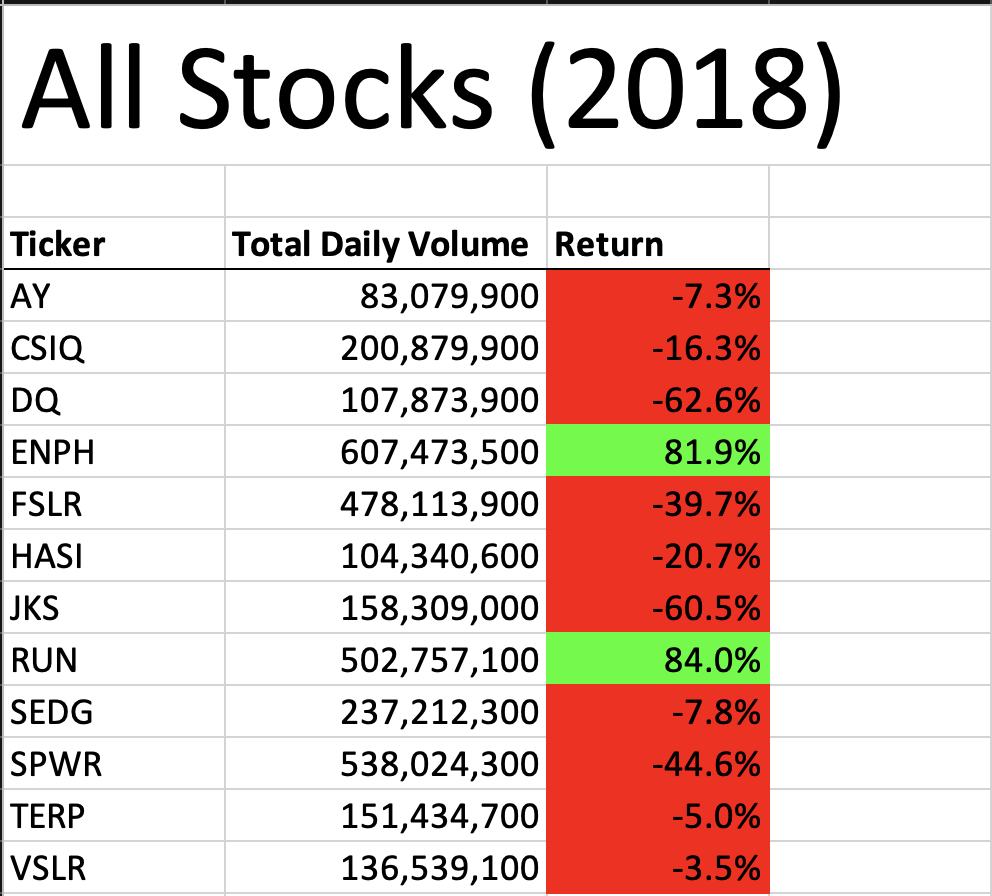 All Stocks (2018)
Ticker Total Daily Volume Return
AY 83,079,900 -7.3%
CSIQ 200,879,900 -16.3%
DQ 107,873,900 -62.6%
ENPH 607,473,500 81.9%
FSLR 478,113,900 -39.7%
HASI 104,340,600 -20.7%
JKS 158,309,000 -60.5%
RUN 502,757,100 84.0%
SEDG 237,212,300 -7.8%
SPWR 538,024,300 -44.6%
TERP 151,434,700 -5.0%
VSLR 136,539,100 -3.5%